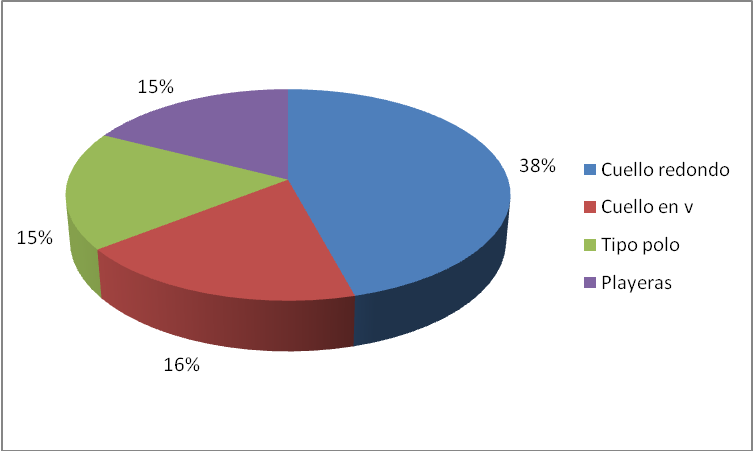 15%
38%
15%
16%
Cuello redondo
Cuello en v
Tipo polo
Playeras